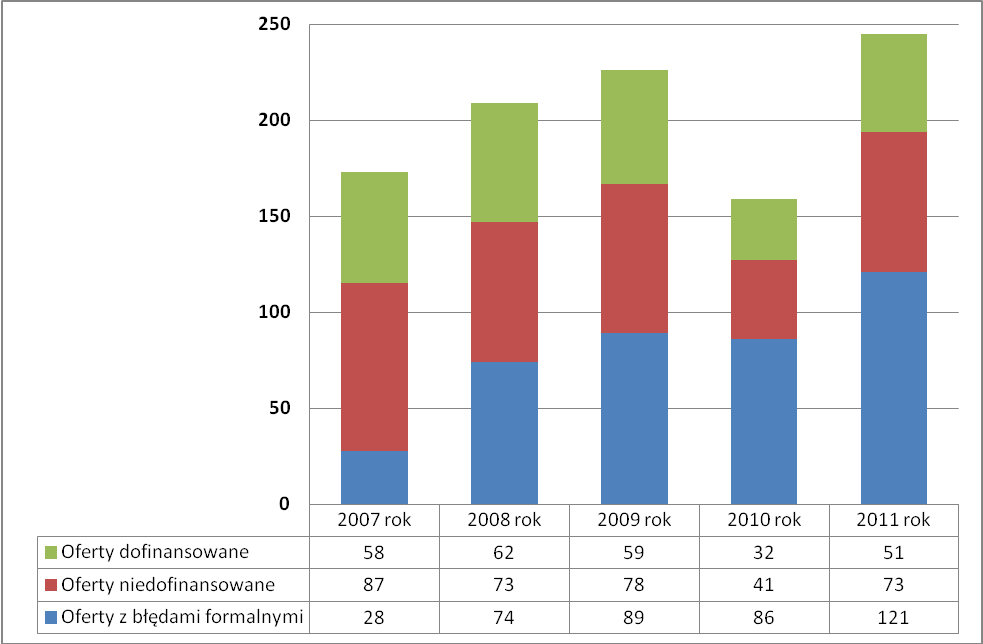 250
200
150
100
50
0
2007 rok 2008 rok 2009 rok 2010 rok 2011 rok
Oferty dofinansowane 58 62 59 32 51
Oferty niedofinansowane 87 73 78 41 73
Oferty z błędami formalnymi 28 74 89 86 121